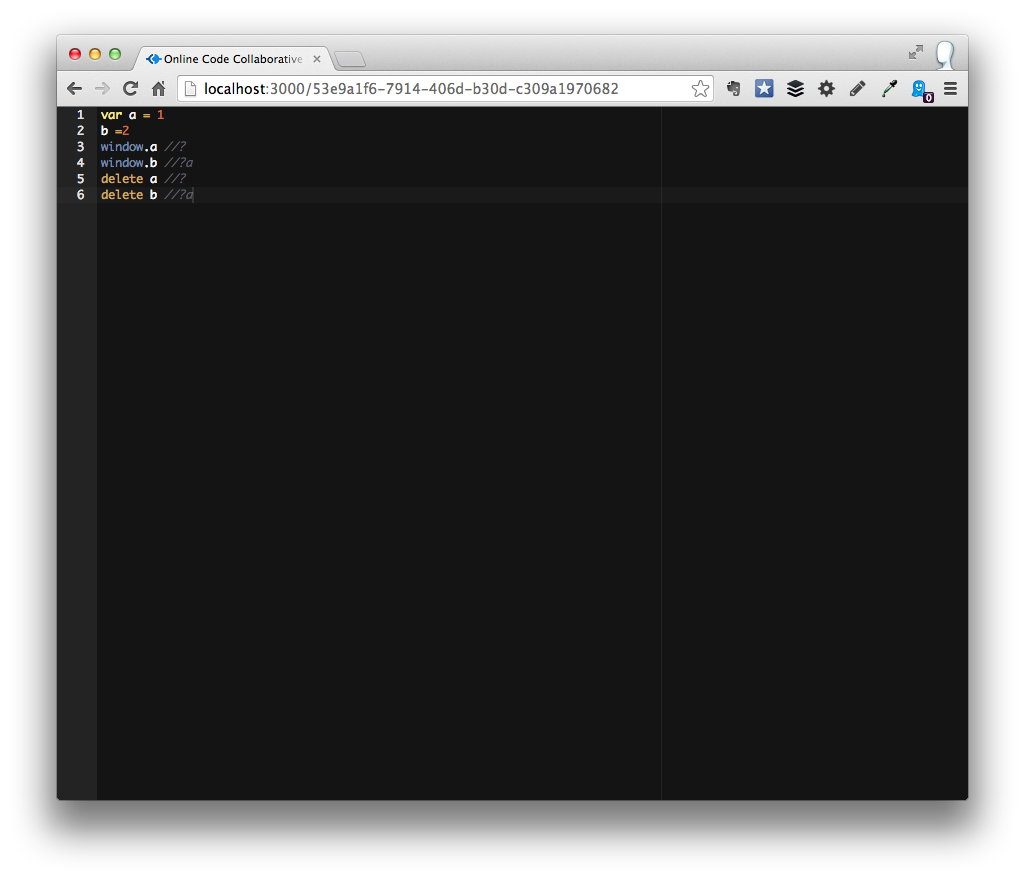 Online Code Collaborative
localhost:3000/53e9a1f6-7914-406d-b30d-c309a1970682
0
1 var a = 1
2 b =2
3 window.a //?
4 window.b //?a
5 delete a //?
6 delete b //?a